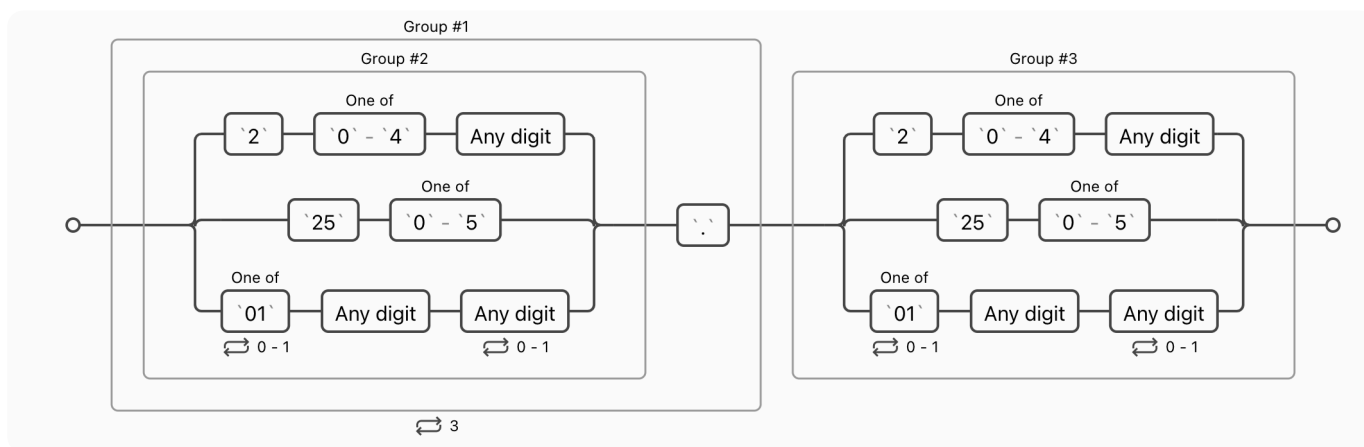 Group #1
Group #2
Group #3
One of
One of
`2` `0` - `4` Any digit
`2` `0` - `4` Any digit
One of
One of
`25` `0` - `5`
`.`
`25` `0` - `5`
One of
One of
`01` Any digit Any digit
`01` Any digit Any digit
0 - 1 0 - 1
0 - 1 0 - 1
3